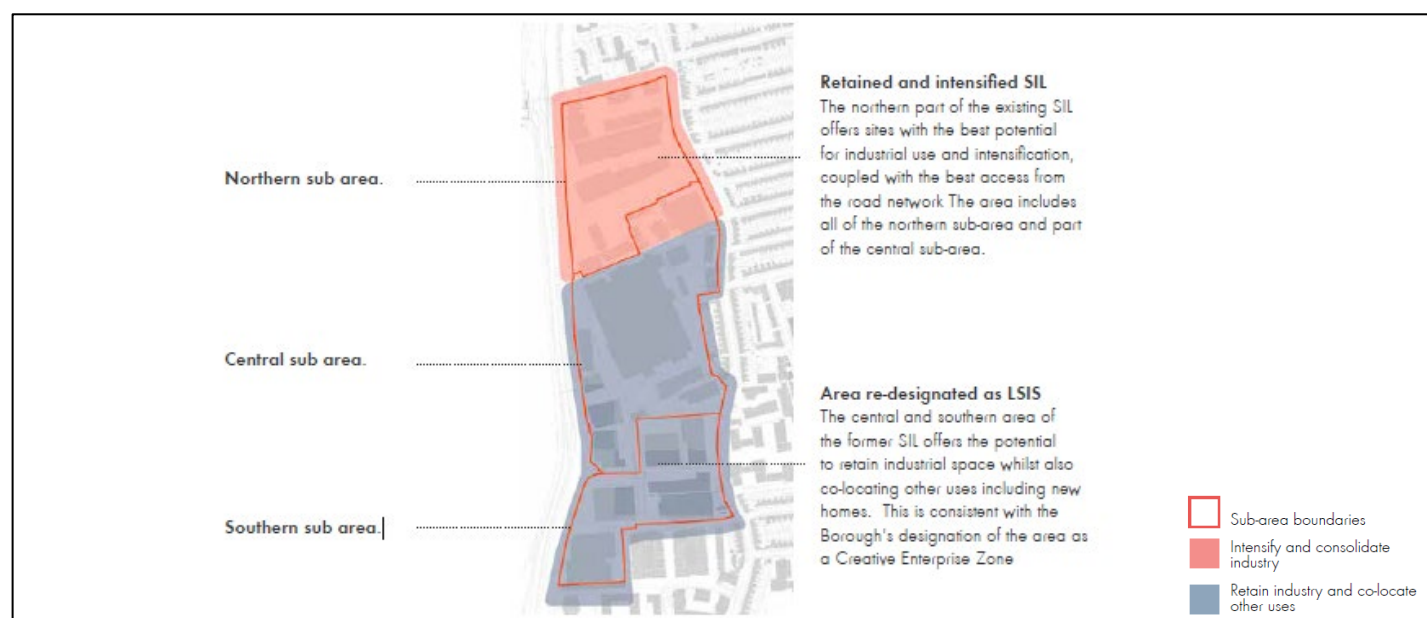 Northern sub area.
Central sub area.
Southern sub area.
Retained and intensified SIL
The northern part of the existing SIL
offers sites with the best potential
for industrial use and intensification,
coupled with the best access from
the road network The area includes
all of the northern sub-area and part
of the central sub-area.
Area re-designated as LSIS
The central and southern area of
the former SIL offers the potential
to retain industrial space whilst also
co-locating other uses including new
homes. This is consistent with the
Borough's designation of the area as
a Creative Enterprise Zone
Sub-area boundaries
Intensify and consolidate
industry
Retain industry and co-locate
other uses